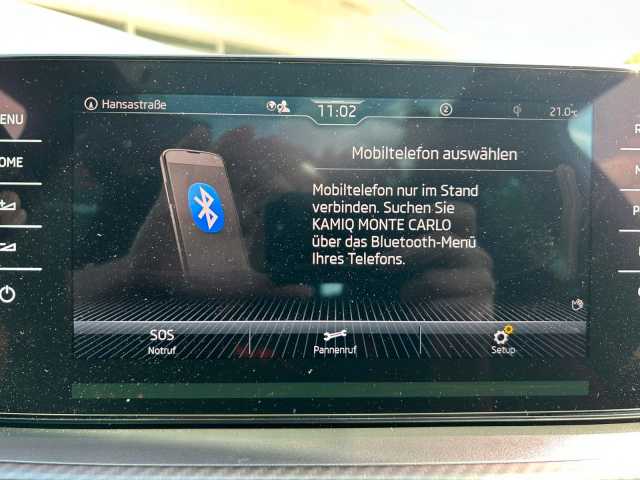 Hansastraße
11:02
2
21.0°C
MENU
HOME
Mobiltelefon auswählen
Mobiltelefon nur im Stand
verbinden. Suchen Sie
KAMIQ MONTE CARLO
über das Bluetooth-Menü
Ihres Telefons.
SOS
Notruf
Pannenruf
Setup